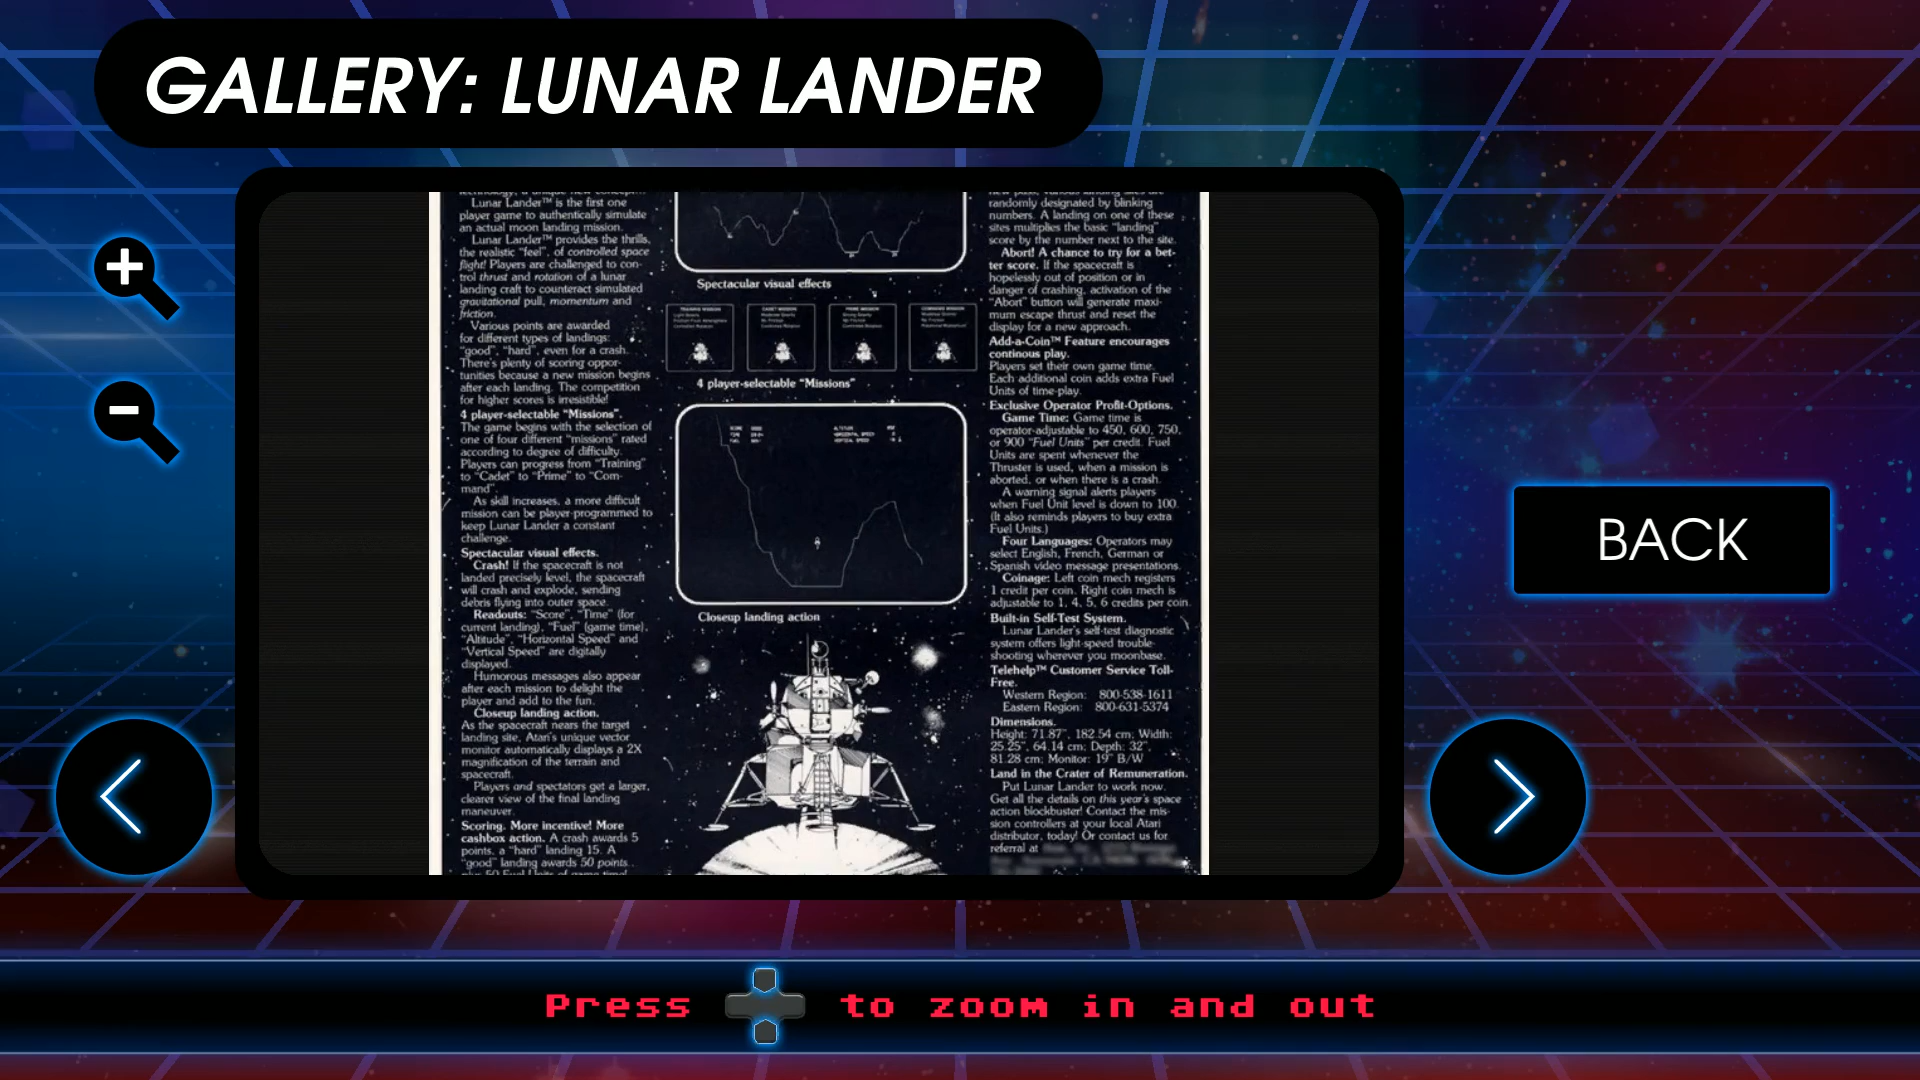 GALLERY: LUNAR LANDER
Lunar Lander™ is the first one
player game to authentically simulate
an actual moon landing mission.
Lunar Lander™ provides the thrills,
the realistic "feel", of controlled space
flight! Players are challenged to con-
trol thrust and rotation of a lunar
landing craft to counteract simulated
gravitational pull, momentum and
friction.
Various points are awarded
for different types of landings:
"good", "hard", even for a crash.
There's plenty of scoring oppor-
tunities because a new mission begins
after each landing. The competition
for higher scores is irresistible!
4 player-selectable "Missions".
The game begins with the selection of
one of four different "missions" rated
according to degree of difficulty.
Players can progress from "Training"
to "Cadet" to "Prime" to "Com-
mand".
As skill increases, a more difficult
mission can be player-programmed to
keep Lunar Lander a constant
challenge.
Spectacular visual effects.
Crash! If the spacecraft is not
landed precisely level, the spacecraft
will crash and explode, sending
debris flying into outer space.
Readouts: "Score", "Time" (for
current landing), "Fuel" (game time),
"Altitude", "Horizontal Speed" and
"Vertical Speed" are digitally
displayed.
Humorous messages also appear
after each mission to delight the
player and add to the fun.
Closeup landing action.
As the spacecraft nears the target
landing site, Atari's unique vector
monitor automatically displays a 2X
magnification of the terrain and
spacecraft.
Players and spectators get a larger,
clearer view of the final landing
maneuver.
Scoring. More incentive! More
cashbox action. A crash awards 5
points, a "hard" landing 15. A
"good" landing awards 50 points..
Spectacular visual effects
TRAINING MISSION
CADET MISSION
PRIME MISSION
COMMAND MISSION
4 player-selectable "Missions"
SCORE
TIME
FUEL
ALTITUDE
HORIZONTAL SPEED
VERTICAL SPEED
Closeup landing action
randomly designated by blinking
numbers. A landing on one of these
sites multiplies the basic "landing"
score by the number next to the site.
Abort! A chance to try for a bet-
ter score. If the spacecraft is
hopelessly out of position or in
danger of crashing, activation of the
"Abort" button will generate maxi-
mum escape thrust and reset the
display for a new approach.
Add-a-Coin™ Feature encourages
continous play.
Players set their own game time.
Each additional coin adds extra Fuel
Units of time-play.
Exclusive Operator Profit-Options.
Game Time: Game time is
operator-adjustable to 450, 600, 750,
or 900 "Fuel Units" per credit. Fuel
Units are spent whenever the
Thruster is used, when a mission is
aborted, or when there is a crash.
A warning signal alerts players
when Fuel Unit level is down to 100.
(It also reminds players to buy extra
Fuel Units.)
Four Languages: Operators may
select English, French, German or
Spanish video message presentations.
Coinage: Left coin mech registers
1 credit per coin. Right coin mech is
adjustable to 1, 4, 5, 6 credits per coin.
Built-in Self-Test System.
Lunar Lander's self-test diagnostic
system offers light-speed trouble-
shooting wherever you moonbase.
Telehelp™ Customer Service Toll-
Free.
Western Region: 800-538-1611
Eastern Region: 800-631-5374
Dimensions.
Height: 71.87", 182.54 cm; Width:
25.25", 64.14 cm; Depth: 32",
81.28 cm; Monitor: 19" B/W
Land in the Crater of Remuneration.
Put Lunar Lander to work now.
Get all the details on this year's space
action blockbuster! Contact the mis-
sion controllers at your local Atari
distributor, today! Or contact us for
referral at
BACK
Press to zoom in and out